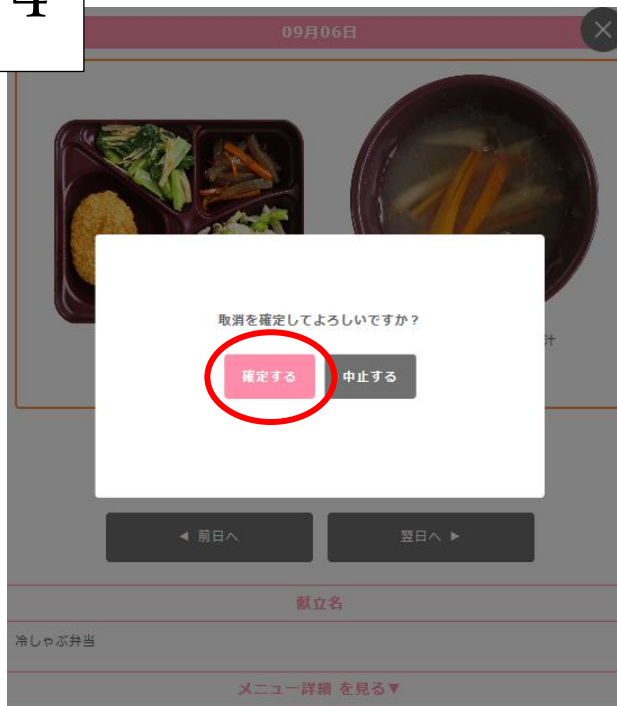 4
09月06日
汁
取消を確定してよろしいですか？
確定する 中止する
◀ 前日へ 翌日へ ▶
献立名
冷しゃぶ弁当
メニュー詳細 を見る▼